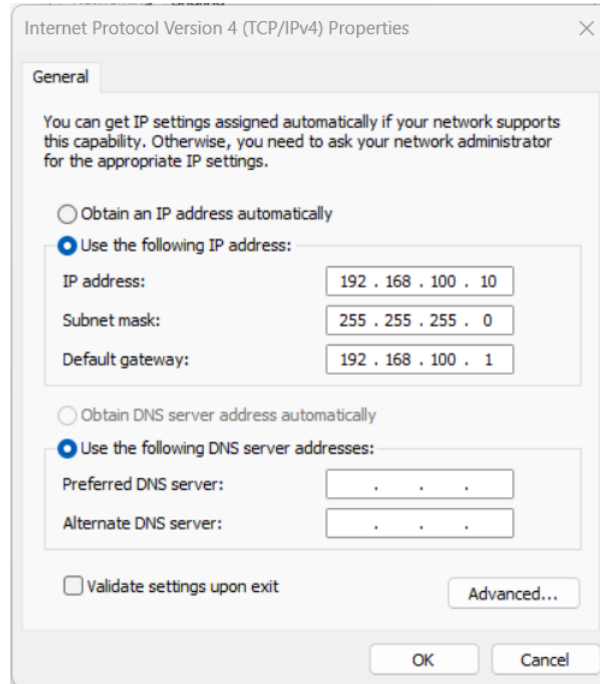 Internet Protocol Version 4 (TCP/IPv4) Properties
General
You can get IP settings assigned automatically if your network supports
this capability. Otherwise, you need to ask your network administrator
for the appropriate IP settings.
Obtain an IP address automatically
Use the following IP address:
IP address: 192 . 168 . 100 . 10
Subnet mask: 255 . 255 . 255 . 0
Default gateway: 192 . 168 . 100 . 1
Obtain DNS server address automatically
Use the following DNS server addresses:
Preferred DNS server: . . .
Alternate DNS server: . . .
Validate settings upon exit
Advanced...
OK Cancel